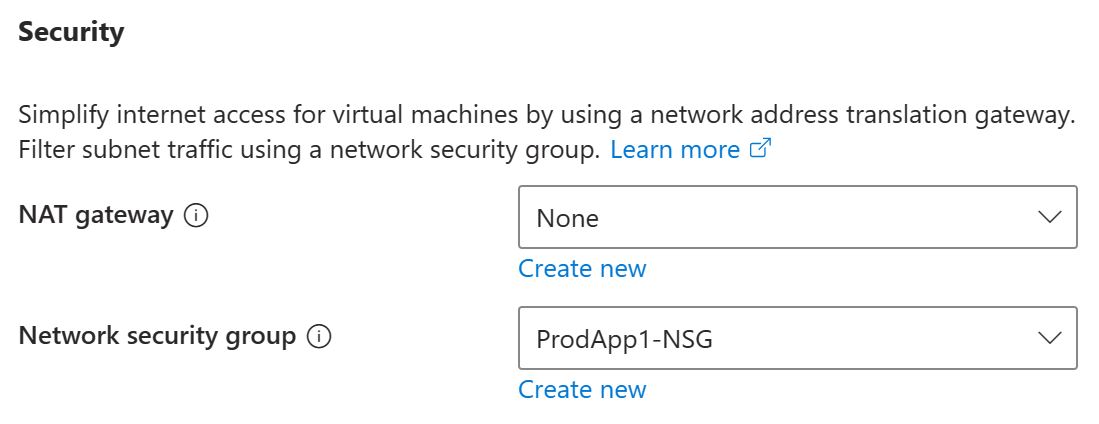 Security
Simplify internet access for virtual machines by using a network address translation gateway.
Filter subnet traffic using a network security group. Learn more
NAT gateway
None
Create new
Network security group
ProdApp1-NSG
Create new